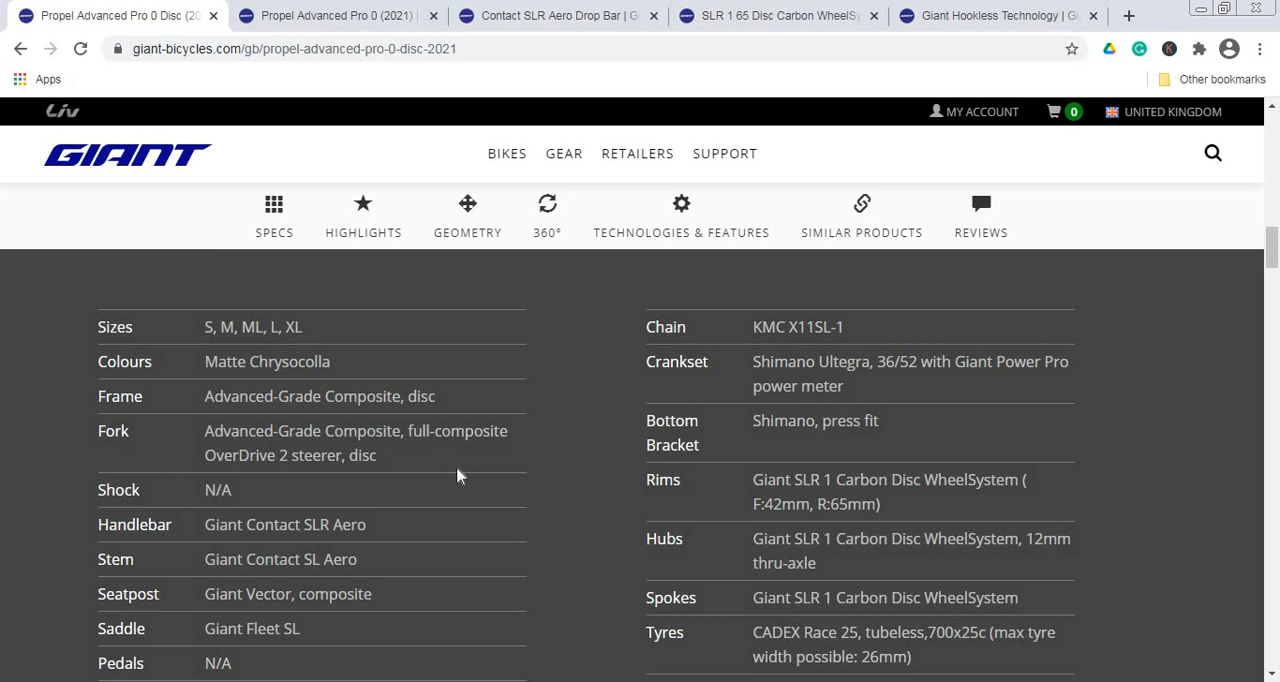 Propel Advanced Pro 0 Disc (20
Propel Advanced Pro 0 (2021) |
Contact SLR Aero Drop Bar | G
SLR 1 65 Disc Carbon WheelSy
Giant Hookless Technology | G
giant-bicycles.com/gb/propel-advanced-pro-0-disc-2021
Apps
Other bookmarks
Liv
MY ACCOUNT
0
UNITED KINGDOM
GIANT
BIKES
GEAR
RETAILERS
SUPPORT
SPECS
HIGHLIGHTS
GEOMETRY
360°
TECHNOLOGIES & FEATURES
SIMILAR PRODUCTS
REVIEWS
Sizes S, M, ML, L, XL
Colours Matte Chrysocolla
Frame Advanced-Grade Composite, disc
Fork Advanced-Grade Composite, full-composite
OverDrive 2 steerer, disc
Shock N/A
Handlebar Giant Contact SLR Aero
Stem Giant Contact SL Aero
Seatpost Giant Vector, composite
Saddle Giant Fleet SL
Pedals N/A
Chain KMC X11SL-1
Crankset Shimano Ultegra, 36/52 with Giant Power Pro
power meter
Bottom Shimano, press fit
Bracket
Rims Giant SLR 1 Carbon Disc WheelSystem (
F:42mm, R:65mm)
Hubs Giant SLR 1 Carbon Disc WheelSystem, 12mm
thru-axle
Spokes Giant SLR 1 Carbon Disc WheelSystem
Tyres CADEX Race 25, tubeless,700x25c (max tyre
width possible: 26mm)